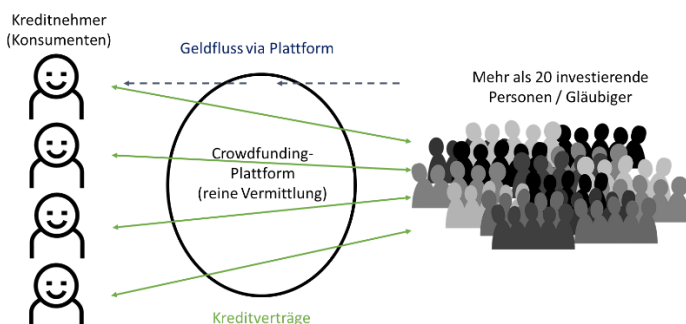 Kreditnehmer
(Konsumenten)
Geldfluss via Plattform
Mehr als 20 investierende
Personen / Gläubiger
Crowdfunding-
Plattform
(reine Vermittlung)
Kreditverträge